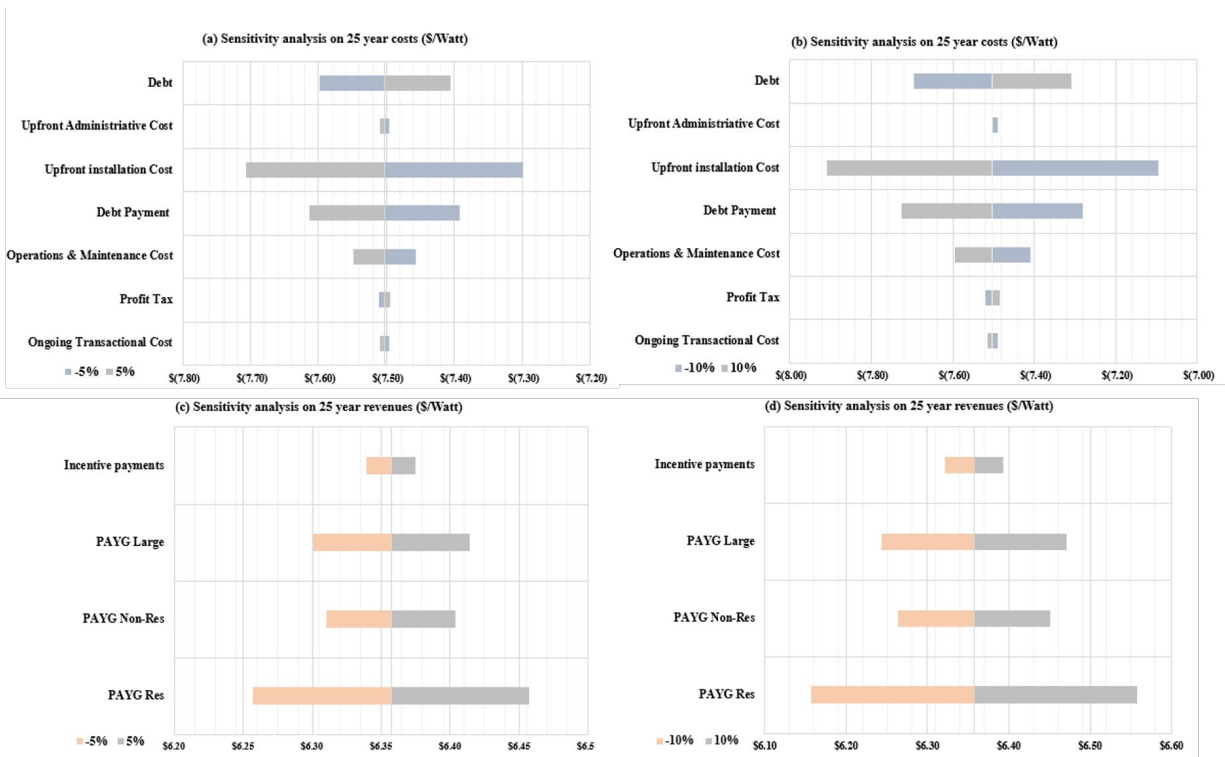 (a) Sensitivity analysis on 25 year costs ($/Watt)
Debt
Upfront Administriative Cost
Upfront installation Cost
Debt Payment
Operations & Maintenance Cost
Profit Tax
Ongoing Transactional Cost
-5% 5%
$(7.80) $(7.70) $(7.60) $(7.50) $(7.40) $(7.30) $(7.20)
(b) Sensitivity analysis on 25 year costs ($/Watt)
Debt
Upfront Administriative Cost
Upfront installation Cost
Debt Payment
Operations & Maintenance Cost
Profit Tax
Ongoing Transactional Cost
-10% 10%
$(8.00) $(7.80) $(7.60) $(7.40) $(7.20) $(7.00)
(c) Sensitivity analysis on 25 year revenues ($/Watt)
Incentive payments
PAYG Large
PAYG Non-Res
PAYG Res
-5% 5%
$6.20 $6.25 $6.30 $6.35 $6.40 $6.45 $6.5
(d) Sensitivity analysis on 25 year revenues ($/Watt)
Incentive payments
PAYG Large
PAYG Non-Res
PAYG Res
-10% 10%
$6.10 $6.20 $6.30 $6.40 $6.50 $6.60